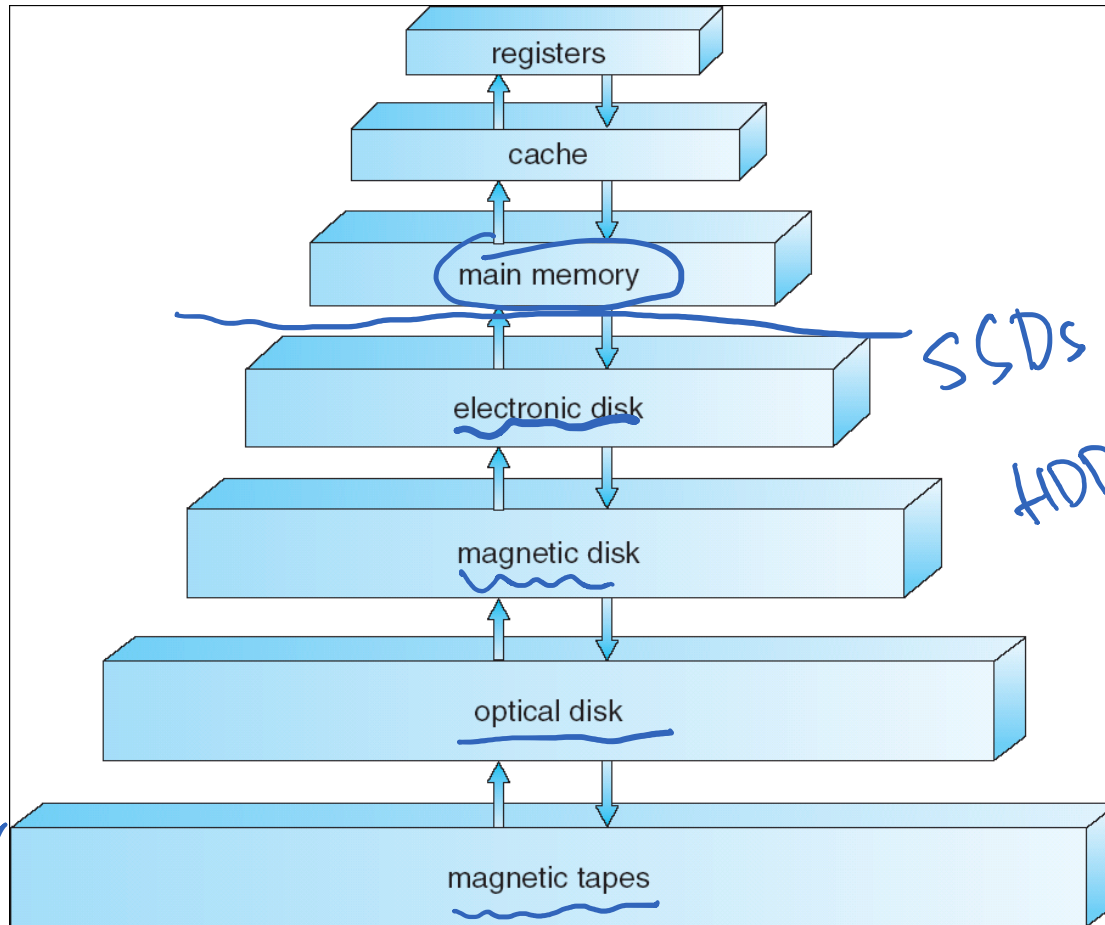 registers
cache
main memory
SSDs
electronic disk
HDD
magnetic disk
optical disk
magnetic tapes